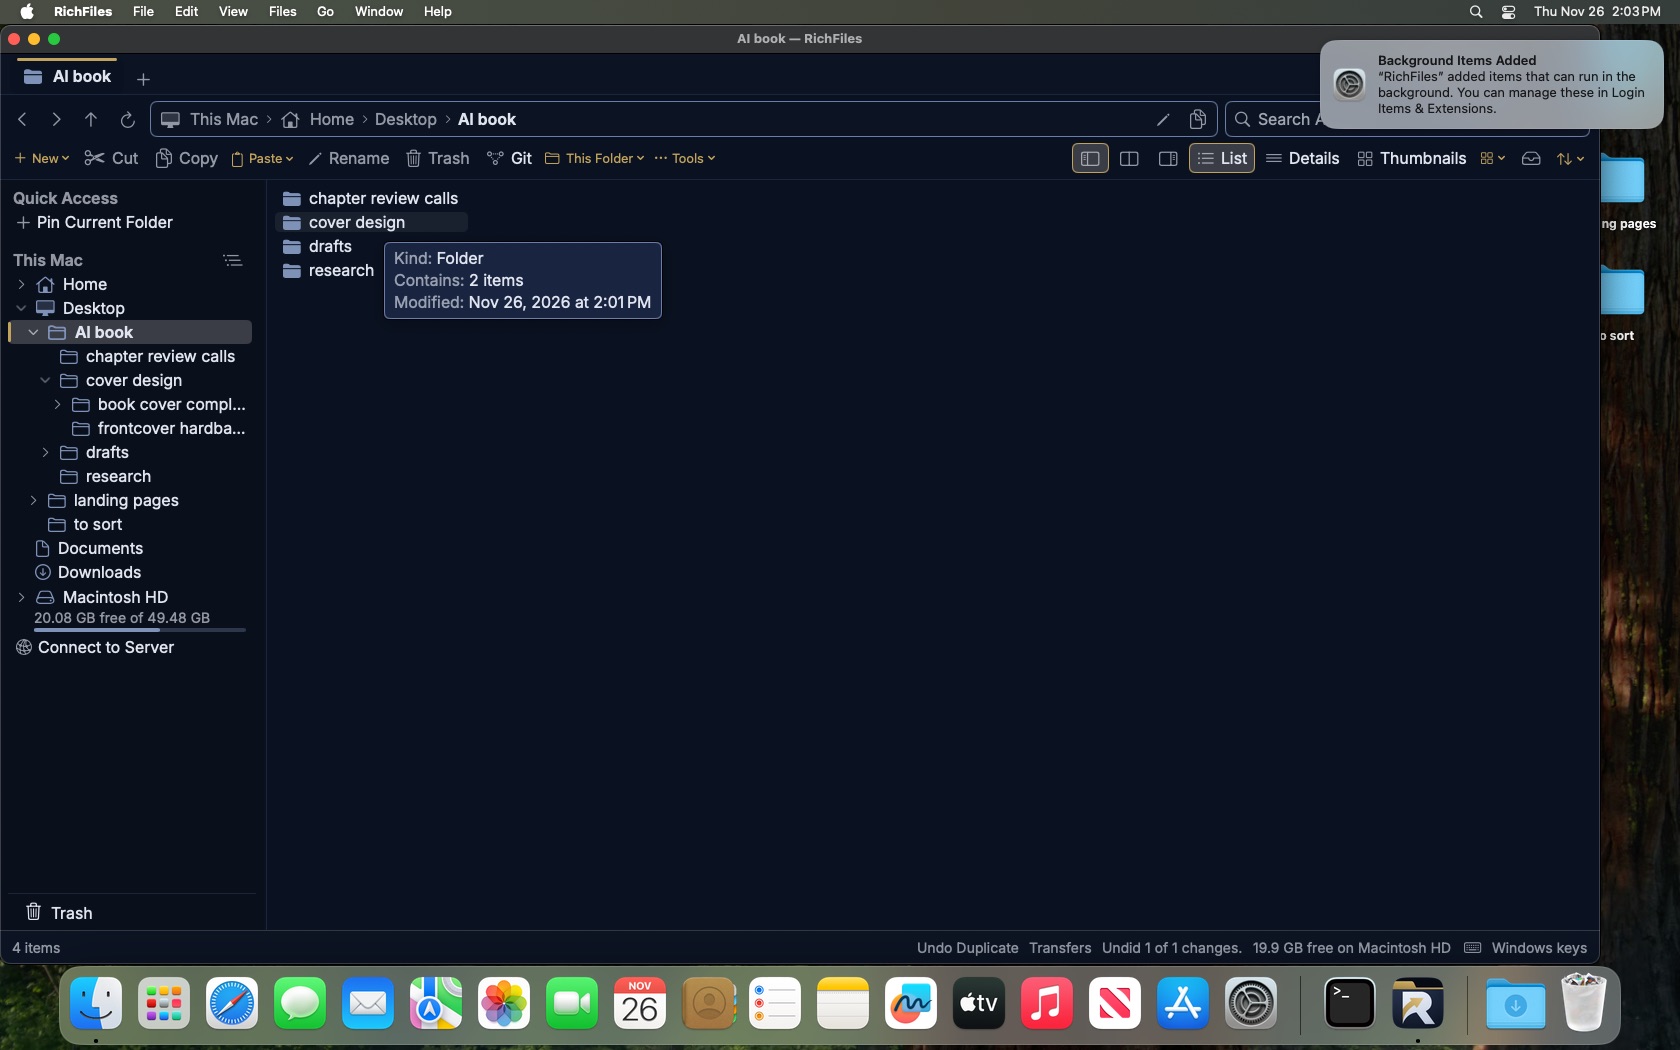 RichFiles File Edit View Files Go Window Help Thu Nov 26 2:03 PM
AI book — RichFiles
Background Items Added
“RichFiles” added items that can run in the
background. You can manage these in Login
Items & Extensions.
AI book
This Mac Home Desktop AI book Search
New Cut Copy Paste Rename Trash Git This Folder Tools List Details Thumbnails
Quick Access
Pin Current Folder
This Mac
Home
Desktop
AI book
chapter review calls
cover design
book cover compl...
frontcover hardba...
drafts
research
landing pages
to sort
Documents
Downloads
Macintosh HD
20.08 GB free of 49.48 GB
Connect to Server
Trash
chapter review calls
cover design
drafts
research
Kind: Folder
Contains: 2 items
Modified: Nov 26, 2026 at 2:01 PM
ng pages
o sort
4 items Undo Duplicate Transfers Undid 1 of 1 changes. 19.9 GB free on Macintosh HD Windows keys
NOV
26
tv